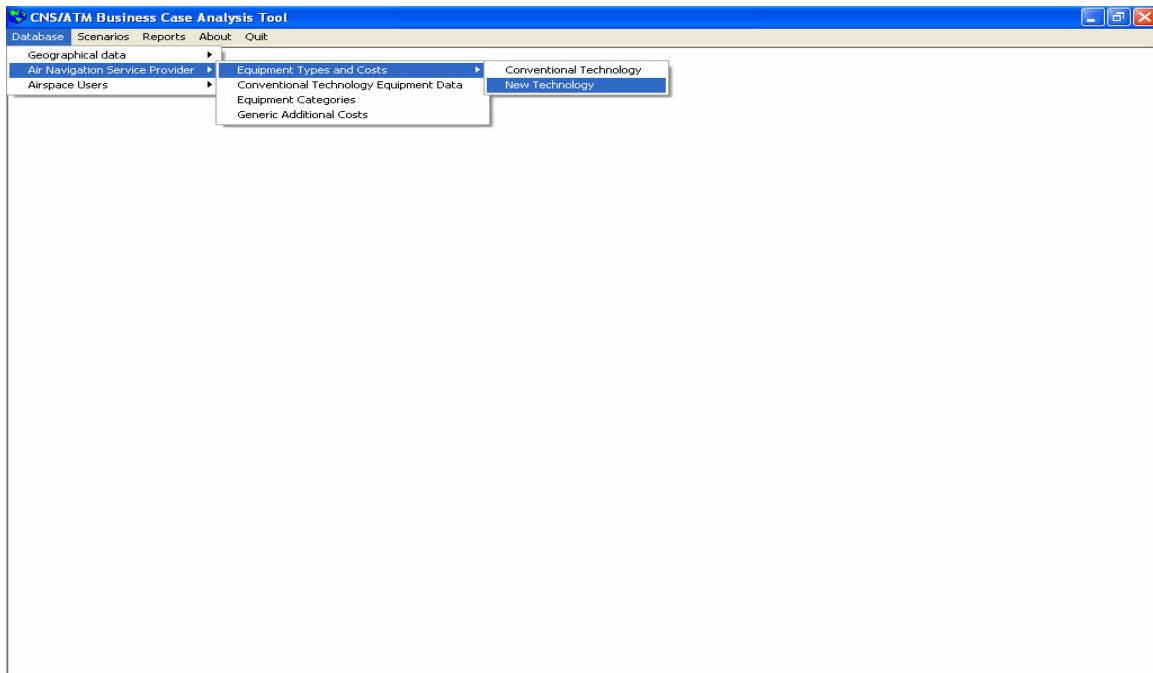 CNS/ATM Business Case Analysis Tool
Database Scenarios Reports About Quit
Geographical data
Air Navigation Service Provider Equipment Types and Costs Conventional Technology
Airspace Users Conventional Technology Equipment Data New Technology
Equipment Categories
Generic Additional Costs